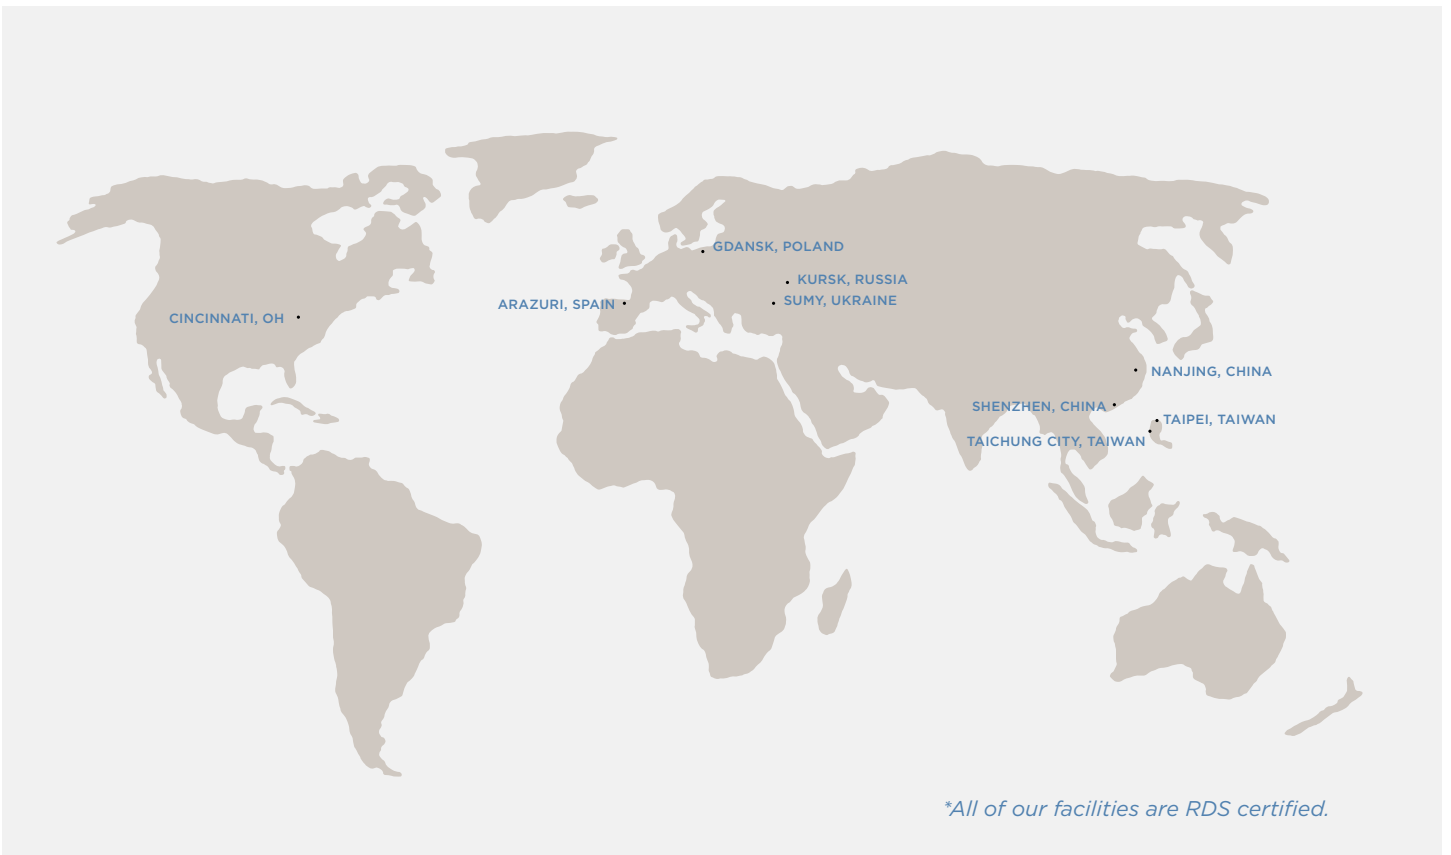 GDANSK, POLAND
KURSK, RUSSIA
SUMY, UKRAINE
ARAZURI, SPAIN
CINCINNATI, OH
NANJING, CHINA
SHENZHEN, CHINA
TAIPEI, TAIWAN
TAICHUNG CITY, TAIWAN
*All of our facilities are RDS certified.